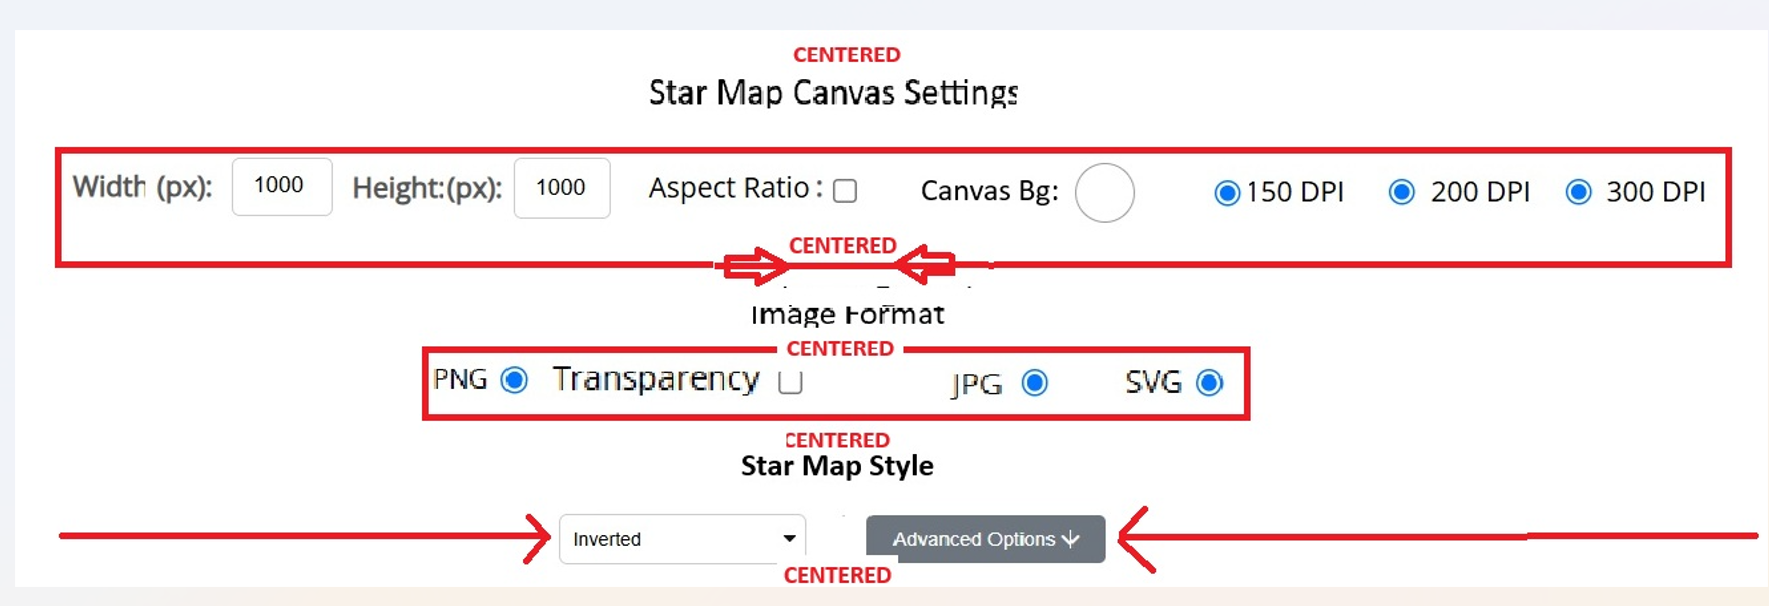 CENTERED
Star Map Canvas Settings
Width (px): 1000 Height:(px): 1000 Aspect Ratio : Canvas Bg: 150 DPI 200 DPI 300 DPI
CENTERED
Image Format
CENTERED
PNG Transparency JPG SVG
CENTERED
Star Map Style
Inverted Advanced Options
CENTERED